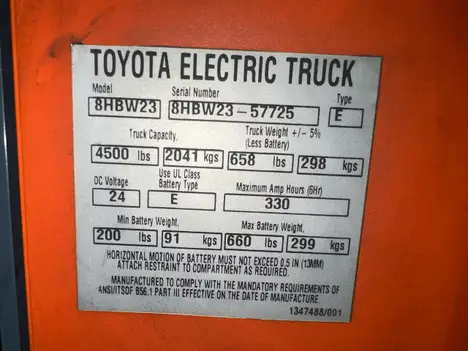 TOYOTA ELECTRIC TRUCK
Model Serial Number Type
8HBW23 8HBW23-57725 E
Truck Capacity, Truck Weight +/- 5%
(Less Battery)
4500 lbs 2041 kgs 658 lbs 298 kgs
DC Voltage Use UL Class Battery Type Maximum Amp Hours (6Hr)
24 E 330
Min Battery Weight, Max Battery Weight,
200 lbs 91 kgs 660 lbs 299 kgs
HORIZONTAL MOTION OF BATTERY MUST NOT EXCEED 0.5 IN (13MM)
ATTACH RESTRAINT TO COMPARTMENT AS REQUIRED.
MANUFACTURED TO COMPLY WITH THE MANDATORY REQUIREMENTS OF
ANSI/ITSDF B56.1 PART III EFFECTIVE ON THE DATE OF MANUFACTURE.
1347488/001